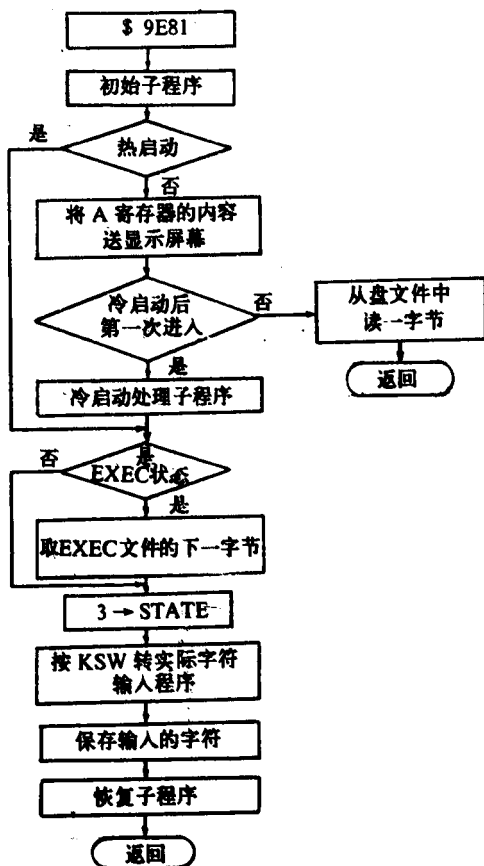 $ 9E81
初始子程序
是
热启动
否
将 A 寄存器的内容
送显示屏幕
冷启动后
第一次进入
否
从盘文件中
读一字节
返回
是
冷启动处理子程序
否
是
EXEC状态
是
取EXEC文件的下一字节
3 → STATE
按 KSW 转实际字符
输入程序
保存输入的字符
恢复子程序
返回